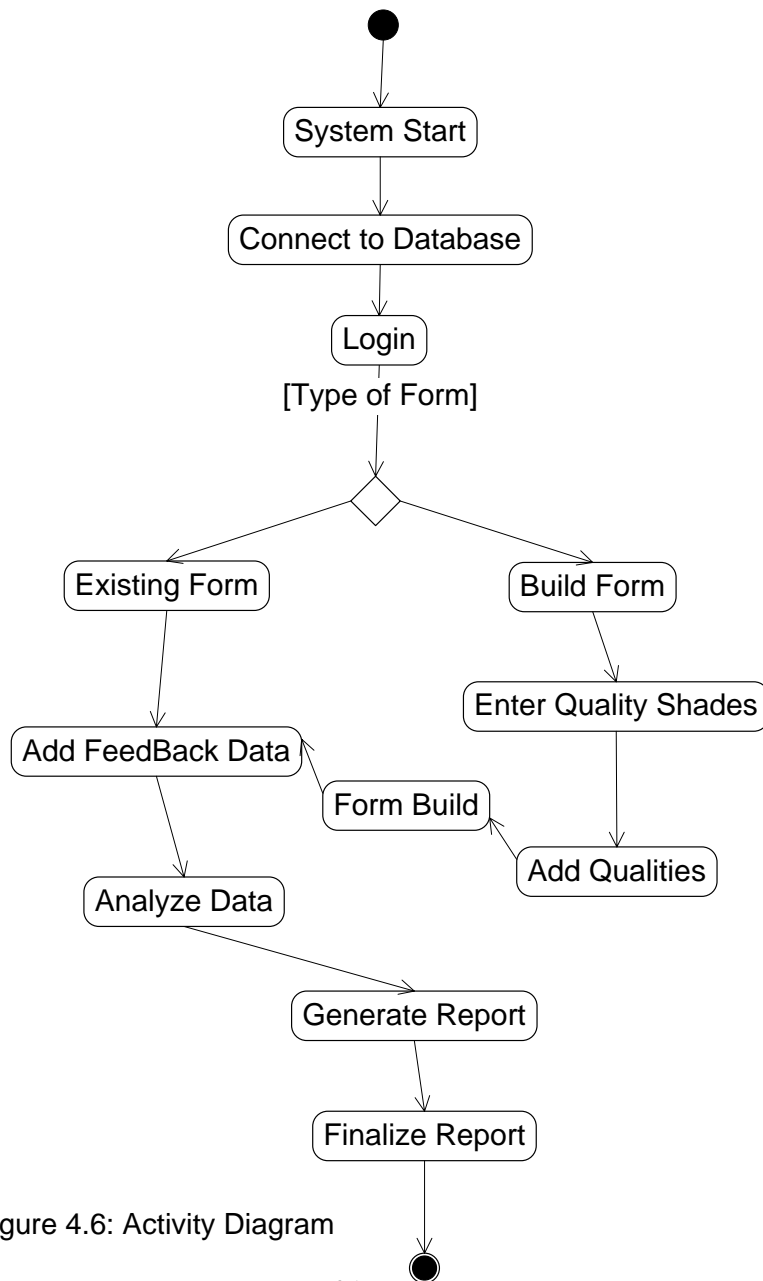 System Start
Connect to Database
Login
[Type of Form]
Existing Form
Build Form
Enter Quality Shades
Add FeedBack Data
Form Build
Add Qualities
Analyze Data
Generate Report
Finalize Report
gure 4.6: Activity Diagram